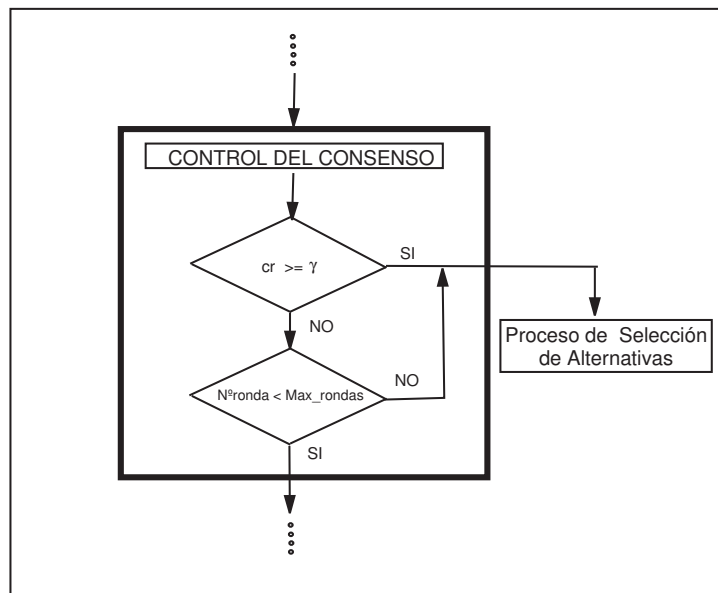 CONTROL DEL CONSENSO
cr >= γ
SI
NO
Proceso de Selección
de Alternativas
Nºronda < Max_rondas
NO
SI